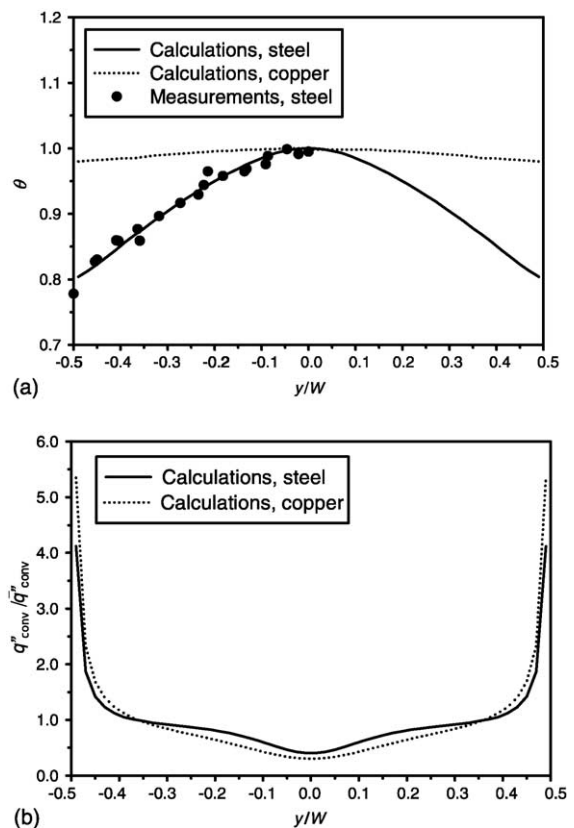 1.2
Calculations, steel
Calculations, copper
Measurements, steel
1.1
1.0
θ
0.9
0.8
0.7
-0.5 -0.4 -0.3 -0.2 -0.1 0.0 0.1 0.2 0.3 0.4 0.5
(a)
y/W
6.0
Calculations, steel
Calculations, copper
5.0
4.0
q"conv /q̄"conv
3.0
2.0
1.0
0.0
-0.5 -0.4 -0.3 -0.2 -0.1 0.0 0.1 0.2 0.3 0.4 0.5
(b)
y/W